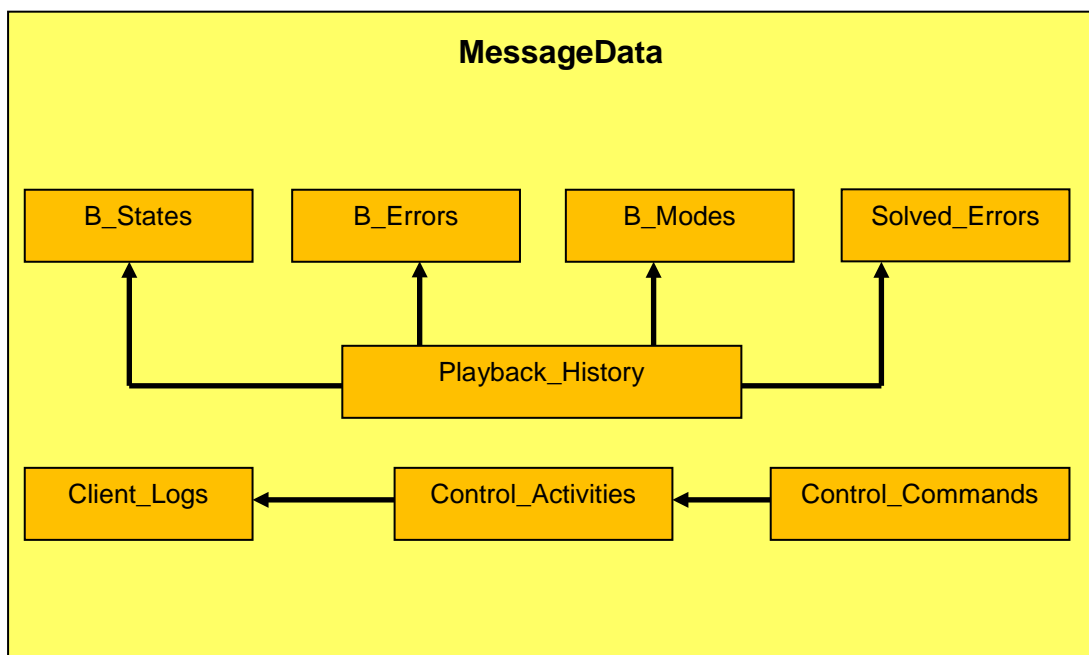 MessageData
B_States
B_Errors
B_Modes
Solved_Errors
Playback_History
Client_Logs
Control_Activities
Control_Commands